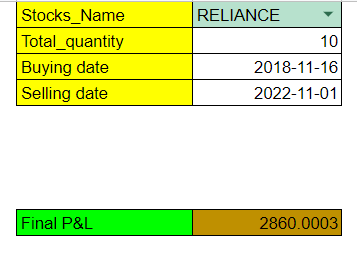 Stocks_Name RELIANCE
Total_quantity 10
Buying date 2018-11-16
Selling date 2022-11-01
Final P&L 2860.0003